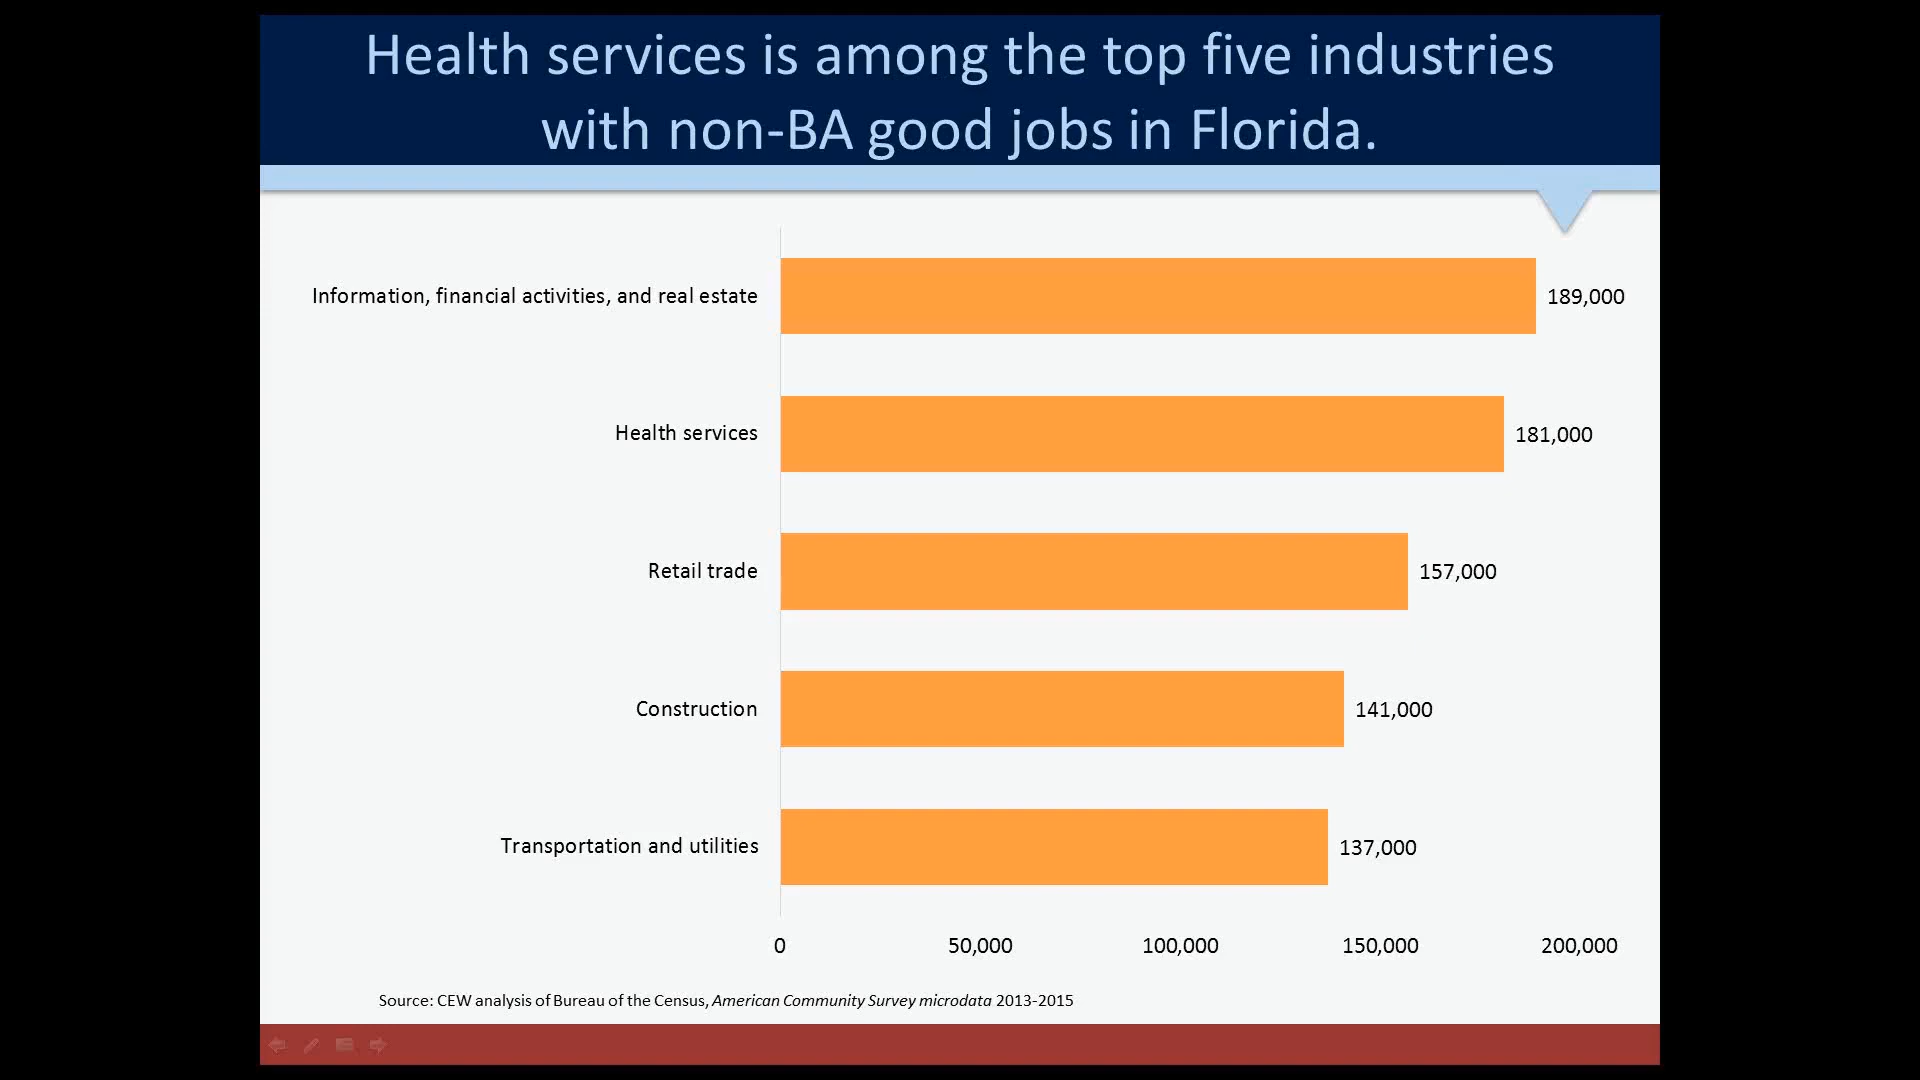 Health services is among the top five industries
with non-BA good jobs in Florida.
Information, financial activities, and real estate
189,000
Health services
181,000
Retail trade
157,000
Construction
141,000
Transportation and utilities
137,000
0 50,000 100,000 150,000 200,000
Source: CEW analysis of Bureau of the Census, American Community Survey microdata 2013-2015